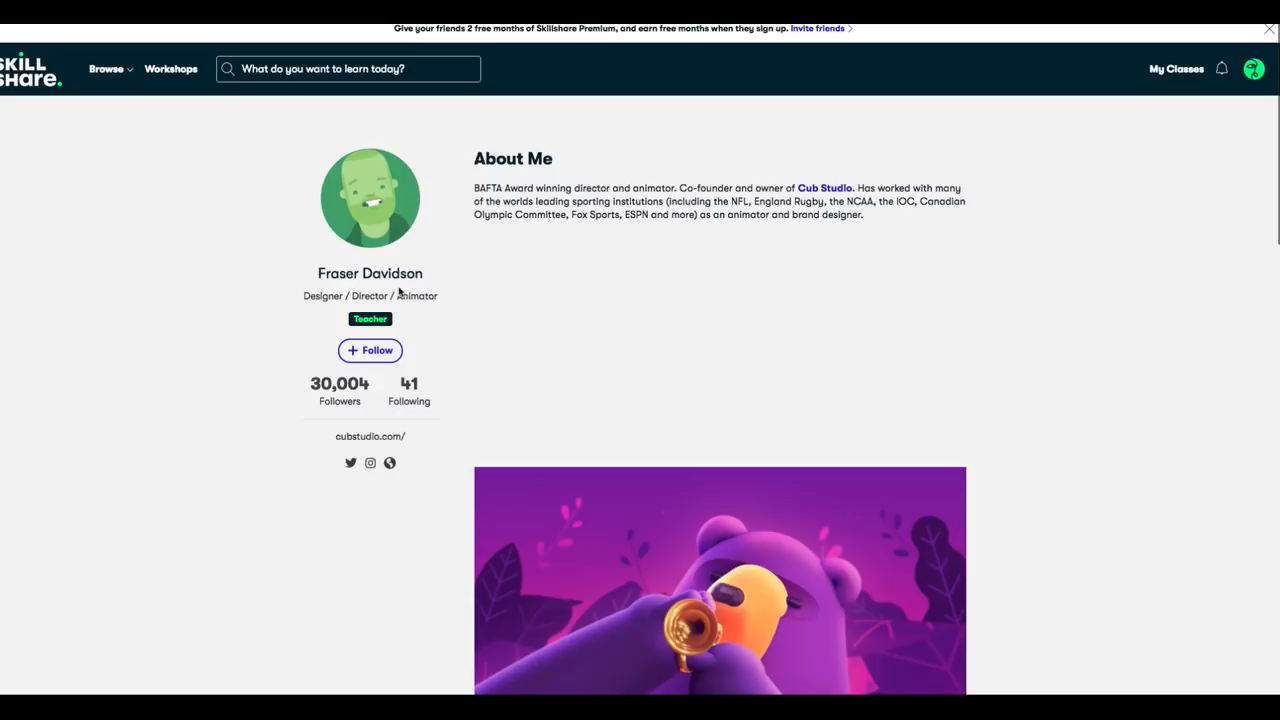 Give your friends 2 free months of Skillshare Premium, and earn free months when they sign up. Invite friends
SKILL
SHARE.
Browse
Workshops
What do you want to learn today?
My Classes
About Me
BAFTA Award winning director and animator. Co-founder and owner of Cub Studio. Has worked with many
of the worlds leading sporting institutions (including the NFL, England Rugby, the NCAA, the IOC, Canadian
Olympic Committee, Fox Sports, ESPN and more) as an animator and brand designer.
Fraser Davidson
Designer / Director / Animator
Teacher
+ Follow
30,004 41
Followers Following
cubstudio.com/